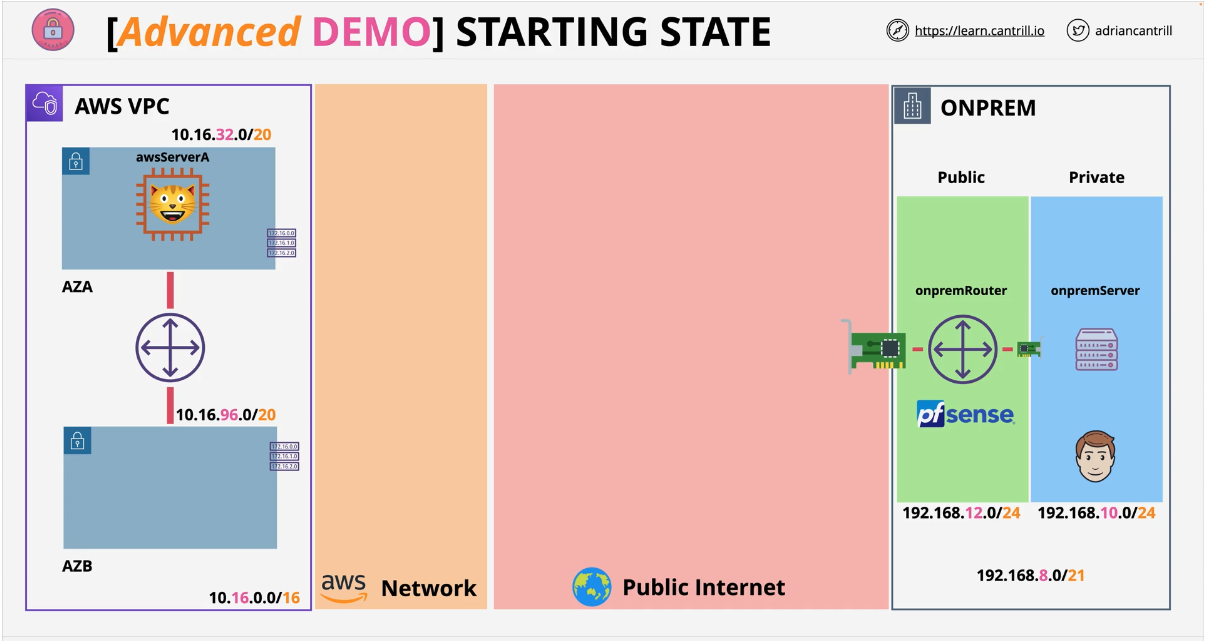 [Advanced DEMO] STARTING STATE
https://learn.cantrill.io
adriancantrill
AWS VPC
10.16.32.0/20
awsServerA
172.16.0.0
172.16.1.0
172.16.2.0
AZA
10.16.96.0/20
172.16.0.0
172.16.1.0
172.16.2.0
AZB
10.16.0.0/16
aws
Network
Public Internet
ONPREM
Public
Private
onpremRouter
onpremServer
pfsense
192.168.12.0/24
192.168.10.0/24
192.168.8.0/21